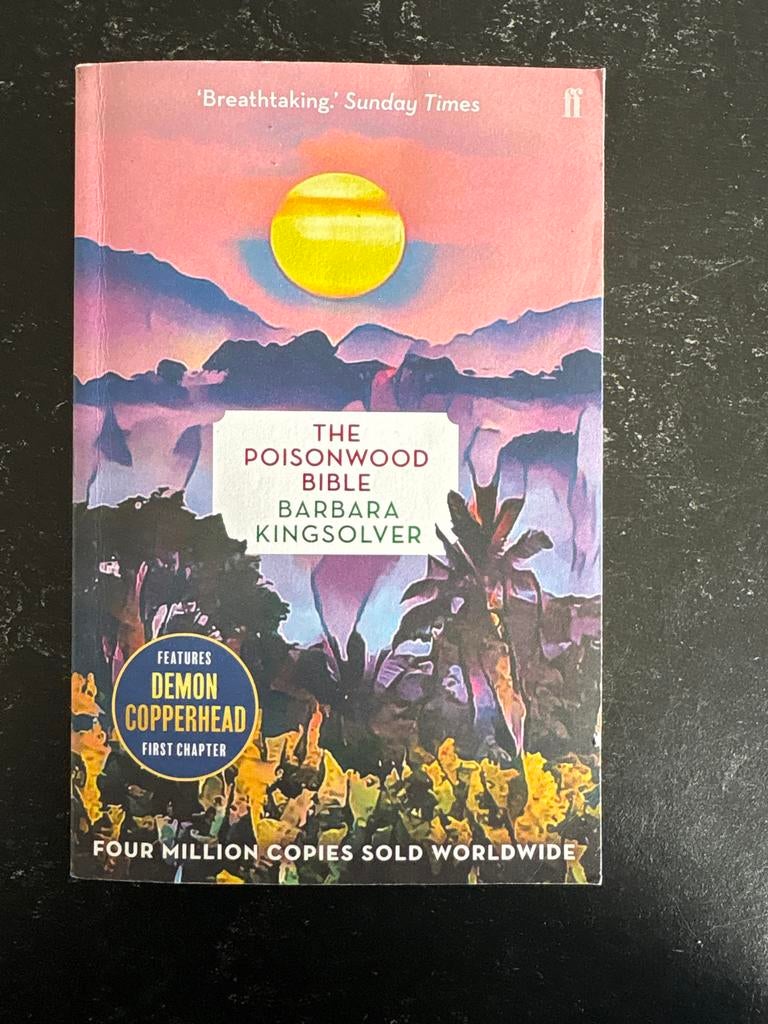 ‘Breathtaking.’ Sunday Times
ff
THE
POISONWOOD
BIBLE
BARBARA
KINGSOLVER
FEATURES
DEMON
COPPERHEAD
FIRST CHAPTER
FOUR MILLION COPIES SOLD WORLDWIDE